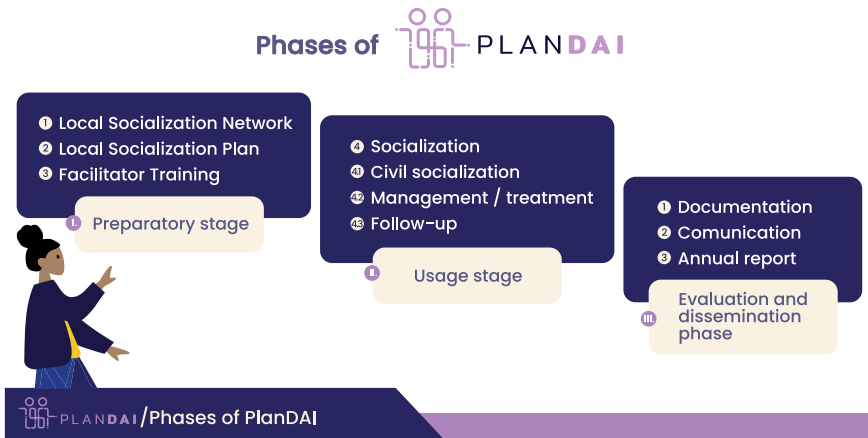 Phases of PLANDAI
1 Local Socialization Network
2 Local Socialization Plan
3 Facilitator Training
I. Preparatory stage
4 Socialization
4.1 Civil socialization
4.2 Management / treatment
4.3 Follow-up
II. Usage stage
1 Documentation
2 Comunication
3 Annual report
III. Evaluation and
dissemination
phase
PLANDAI /Phases of PlanDAI